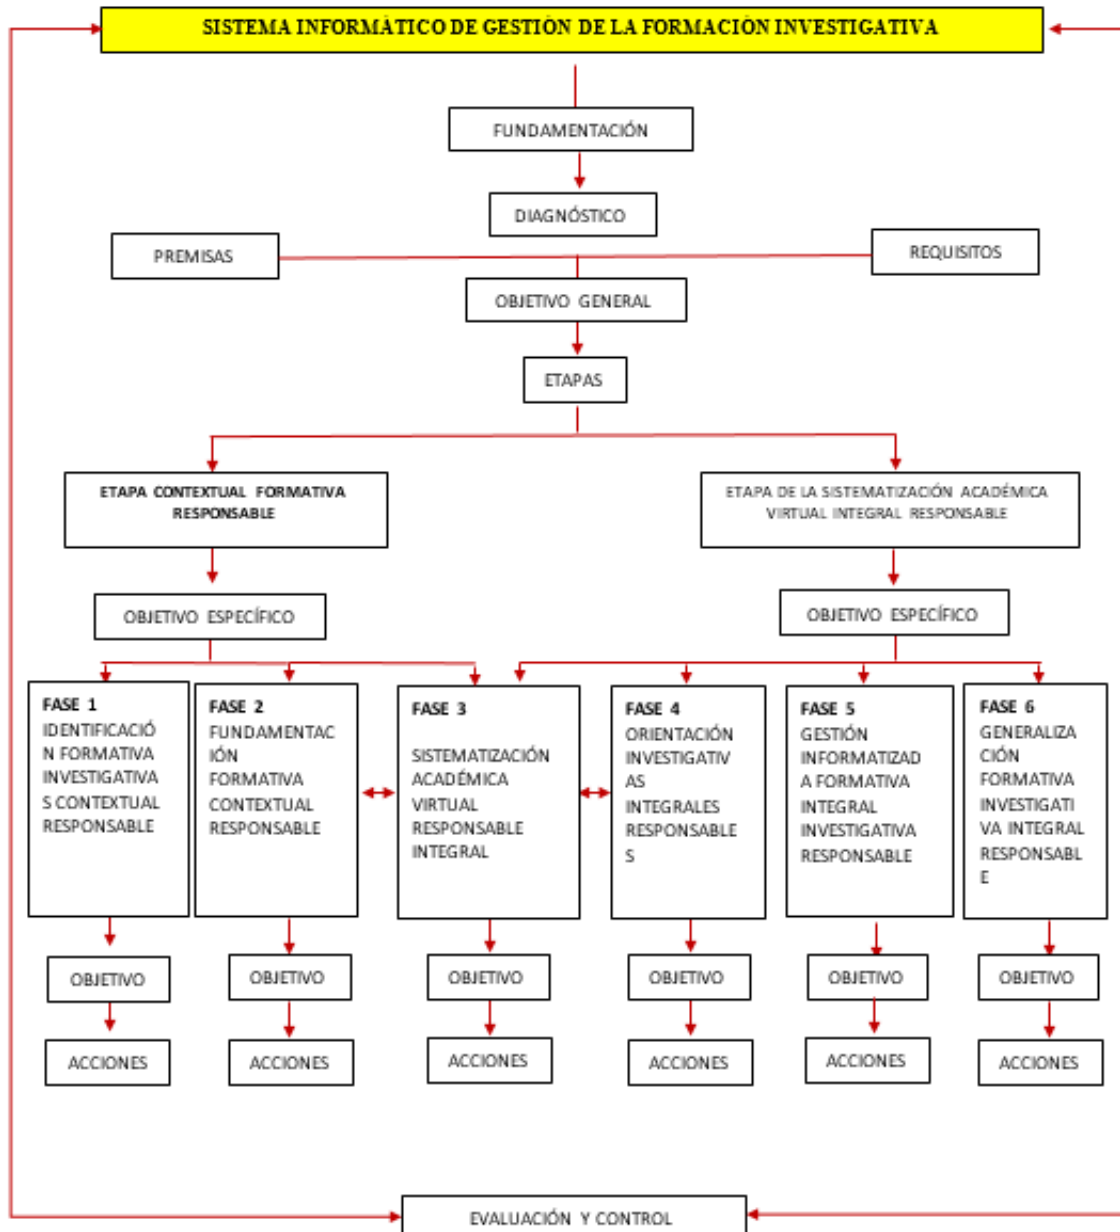 SISTEMA INFORMÁTICO DE GESTIÓN DE LA FORMACIÓN INVESTIGATIVA
FUNDAMENTACIÓN
DIAGNÓSTICO
PREMISAS
REQUISITOS
OBJETIVO GENERAL
ETAPAS
ETAPA CONTEXTUAL FORMATIVA
RESPONSABLE
ETAPA DE LA SISTEMATIZACIÓN ACADÉMICA
VIRTUAL INTEGRAL RESPONSABLE
OBJETIVO ESPECÍFICO
OBJETIVO ESPECÍFICO
FASE 1
IDENTIFICACIÓ
N FORMATIVA
INVESTIGATIVA
S CONTEXTUAL
RESPONSABLE
FASE 2
FUNDAMENTAC
IÓN
FORMATIVA
CONTEXTUAL
RESPONSABLE
FASE 3
SISTEMATIZACIÓN
ACADÉMICA
VIRTUAL
RESPONSABLE
INTEGRAL
FASE 4
ORIENTACIÓN
INVESTIGATIV
AS
INTEGRALES
RESPONSABLE
S
FASE 5
GESTIÓN
INFORMATIZAD
A FORMATIVA
INTEGRAL
INVESTIGATIVA
RESPONSABLE
FASE 6
GENERALIZA
CIÓN
FORMATIVA
INVESTIGATI
VA INTEGRAL
RESPONSABL
E
OBJETIVO
OBJETIVO
OBJETIVO
OBJETIVO
OBJETIVO
OBJETIVO
ACCIONES
ACCIONES
ACCIONES
ACCIONES
ACCIONES
ACCIONES
EVALUACIÓN Y CONTROL